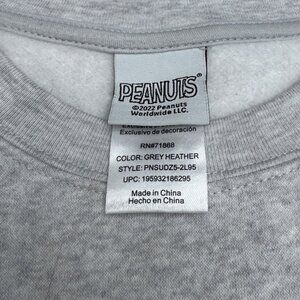 PEANUTS®
©2022 Peanuts
Worldwide LLC.
Exclusivo de decoración
RN#71868
COLOR: GREY HEATHER
STYLE: PNSUDZ5-2L95
UPC: 195932186295
Made in China
Hecho en China